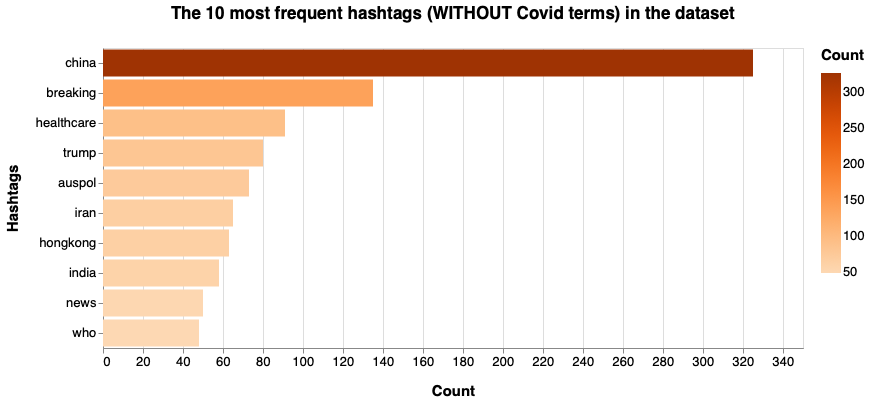 The 10 most frequent hashtags (WITHOUT Covid terms) in the dataset
Hashtags
china
breaking
healthcare
trump
auspol
iran
hongkong
india
news
who
0 20 40 60 80 100 120 140 160 180 200 220 240 260 280 300 320 340
Count
Count
300
250
200
150
100
50